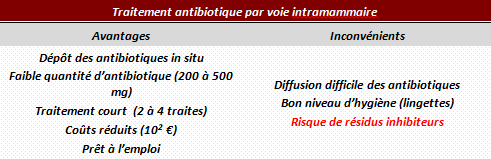 Traitement antibiotique par voie intramammaire
Avantages
Inconvénients
Dépôt des antibiotiques in situ
Faible quantité d'antibiotique (200 à 500
mg)
Traitement court (2 à 4 traites)
Coûts réduits (10² €)
Prêt à l'emploi
Diffusion difficile des antibiotiques
Bon niveau d'hygiène (lingettes)
Risque de résidus inhibiteurs